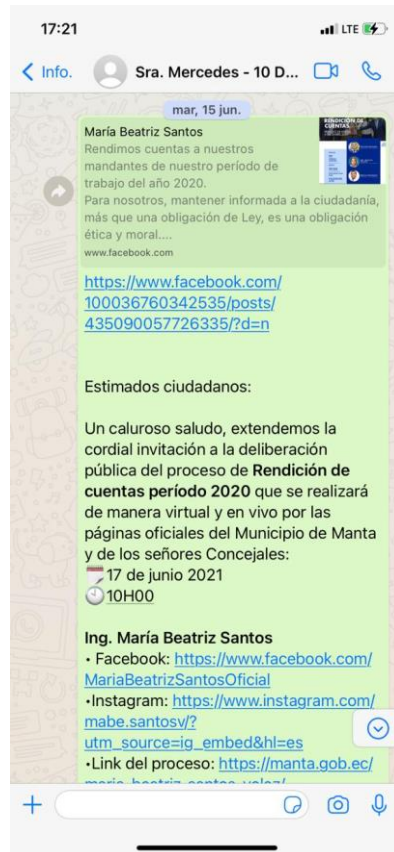 17:21
LTE
Info.
Sra. Mercedes - 10 D...
mar, 15 jun.
María Beatriz Santos
Rendimos cuentas a nuestros
mandantes de nuestro período de
trabajo del año 2020.
Para nosotros, mantener informada a la ciudadanía,
más que una obligación de Ley, es una obligación
ética y moral....
www.facebook.com
RENDICIÓN DE
CUENTAS
https://www.facebook.com/
100036760342535/posts/
435090057726335/?d=n
Estimados ciudadanos:
Un caluroso saludo, extendemos la
cordial invitación a la deliberación
pública del proceso de Rendición de
cuentas período 2020 que se realizará
de manera virtual y en vivo por las
páginas oficiales del Municipio de Manta
y de los señores Concejales:
17 de junio 2021
10H00
Ing. María Beatriz Santos
• Facebook: https://www.facebook.com/
MariaBeatrizSantosOficial
•Instagram: https://www.instagram.com/
mabe.santosv/?
utm_source=ig_embed&hl=es
•Link del proceso: https://manta.gob.ec/
maria-beatriz-santos-velez/